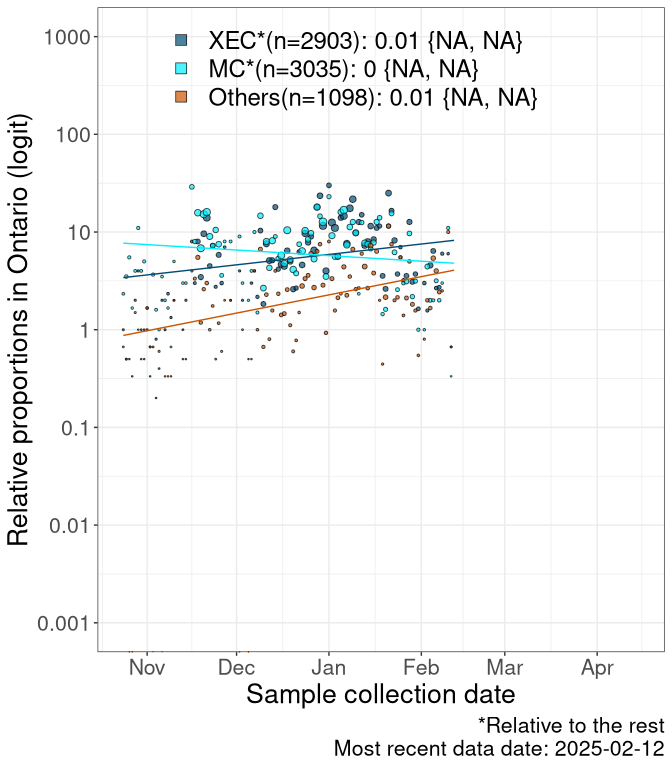 XEC*(n=2903): 0.01 {NA, NA}
MC*(n=3035): 0 {NA, NA}
Others(n=1098): 0.01 {NA, NA}
Relative proportions in Ontario (logit)
1000
100
10
1
0.1
0.01
0.001
Nov Dec Jan Feb Mar Apr
Sample collection date
*Relative to the rest
Most recent data date: 2025-02-12